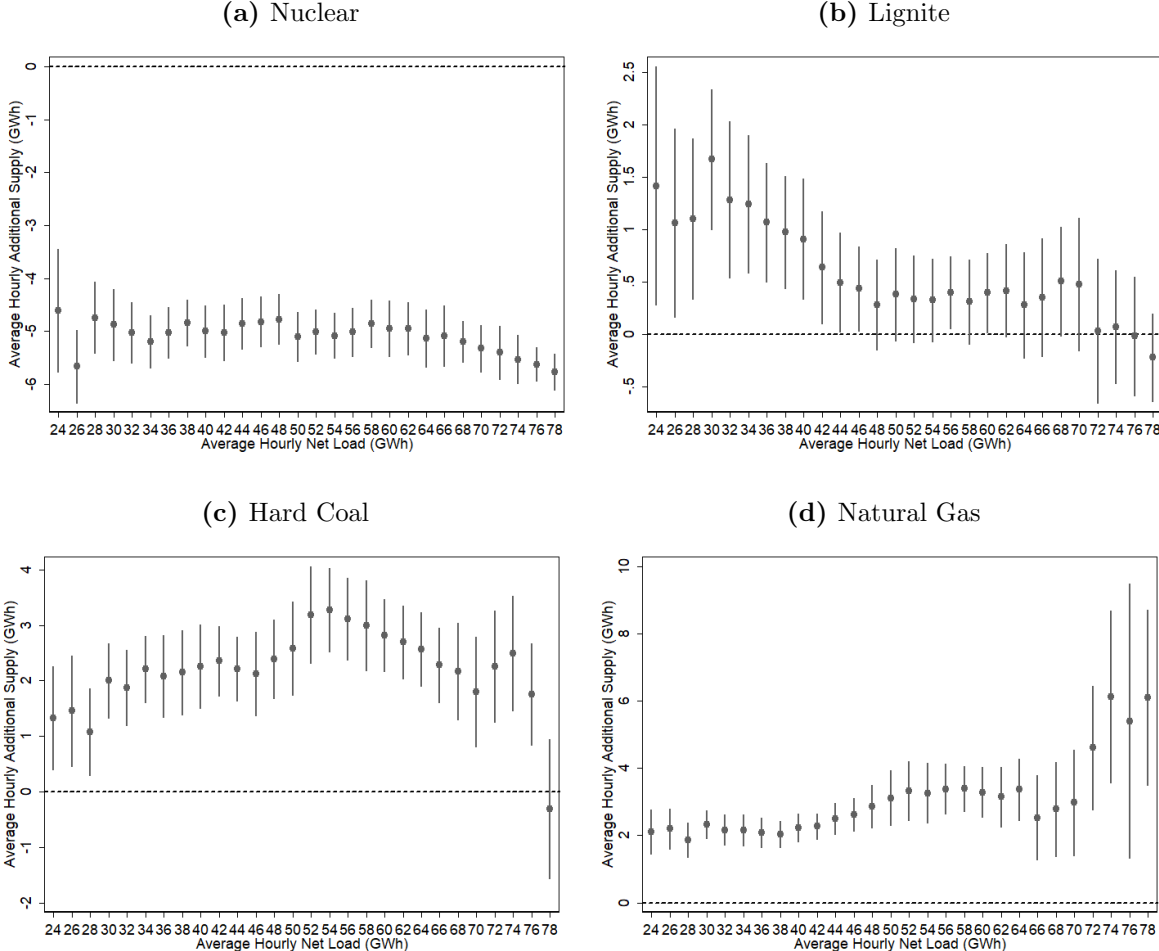 (a) Nuclear
Average Hourly Additional Supply (GWh)
0
-1
-2
-3
-4
-5
-6
24 26 28 30 32 34 36 38 40 42 44 46 48 50 52 54 56 58 60 62 64 66 68 70 72 74 76 78
Average Hourly Net Load (GWh)
(b) Lignite
Average Hourly Additional Supply (GWh)
2.5
2
1.5
1
.5
0
-.5
24 26 28 30 32 34 36 38 40 42 44 46 48 50 52 54 56 58 60 62 64 66 68 70 72 74 76 78
Average Hourly Net Load (GWh)
(c) Hard Coal
Average Hourly Additional Supply (GWh)
4
3
2
1
0
-1
-2
24 26 28 30 32 34 36 38 40 42 44 46 48 50 52 54 56 58 60 62 64 66 68 70 72 74 76 78
Average Hourly Net Load (GWh)
(d) Natural Gas
Average Hourly Additional Supply (GWh)
10
8
6
4
2
0
24 26 28 30 32 34 36 38 40 42 44 46 48 50 52 54 56 58 60 62 64 66 68 70 72 74 76 78
Average Hourly Net Load (GWh)